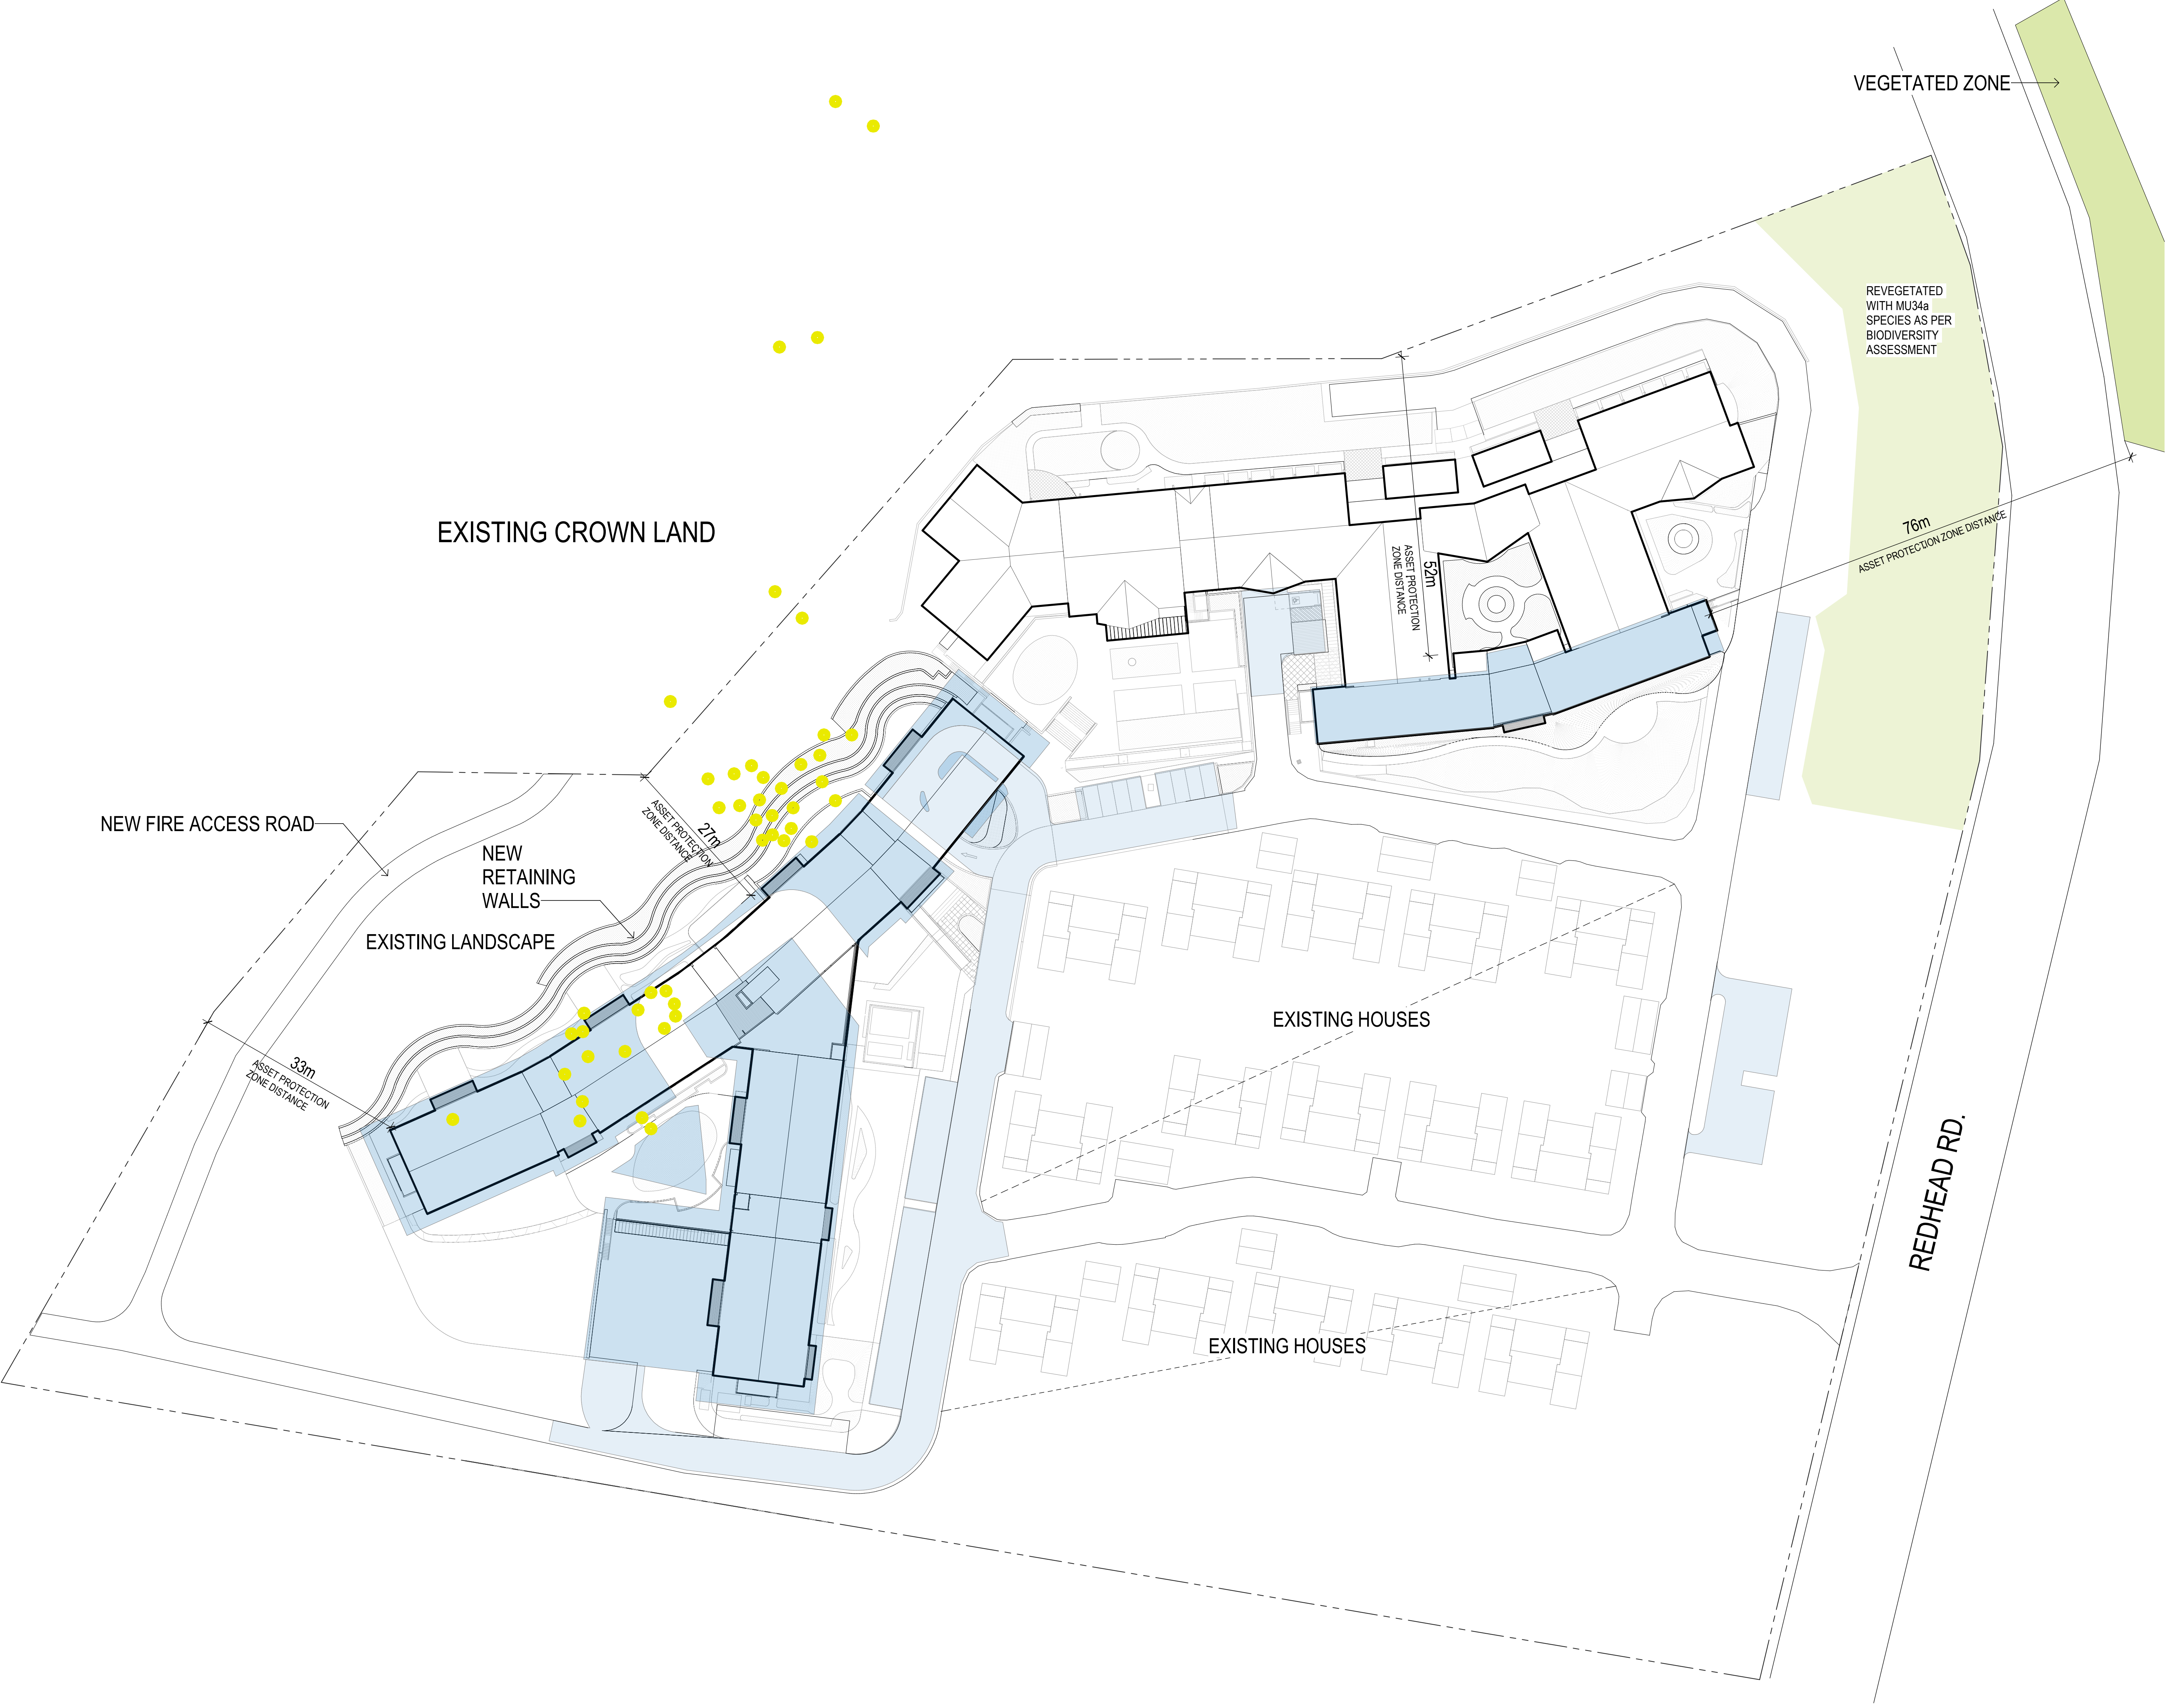 VEGETATED ZONE
REVEGETATED
WITH MU34a
SPECIES AS PER
BIODIVERSITY
ASSESSMENT
EXISTING CROWN LAND
76m
ASSET PROTECTION ZONE DISTANCE
52m
ASSET PROTECTION
ZONE DISTANCE
NEW FIRE ACCESS ROAD
27m
ASSET PROTECTION
ZONE DISTANCE
NEW
RETAINING
WALLS
EXISTING LANDSCAPE
33m
ASSET PROTECTION
ZONE DISTANCE
EXISTING HOUSES
REDHEAD RD.
EXISTING HOUSES